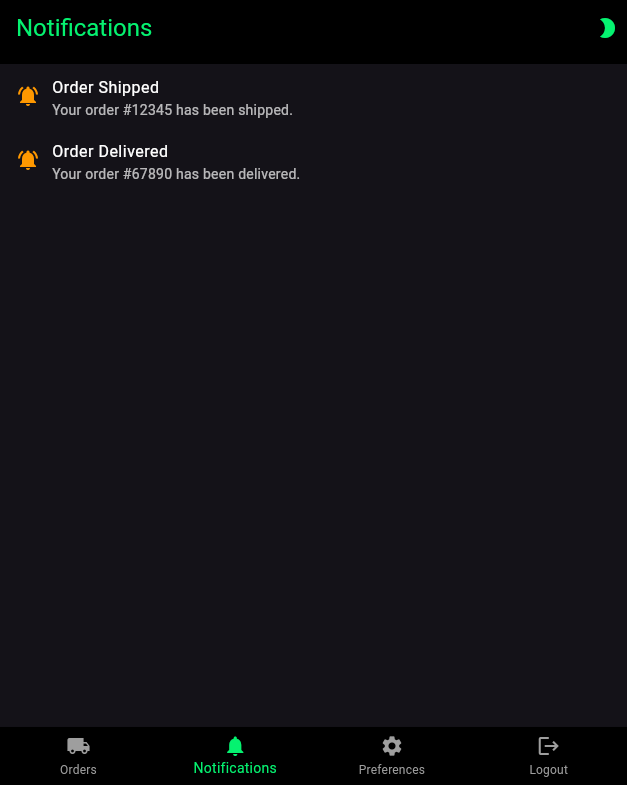 Notifications
Order Shipped
Your order #12345 has been shipped.
Order Delivered
Your order #67890 has been delivered.
Orders
Notifications
Preferences
Logout